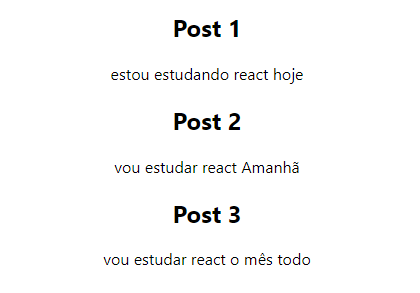 Post 1
estou estudando react hoje
Post 2
vou estudar react Amanhã
Post 3
vou estudar react o mês todo